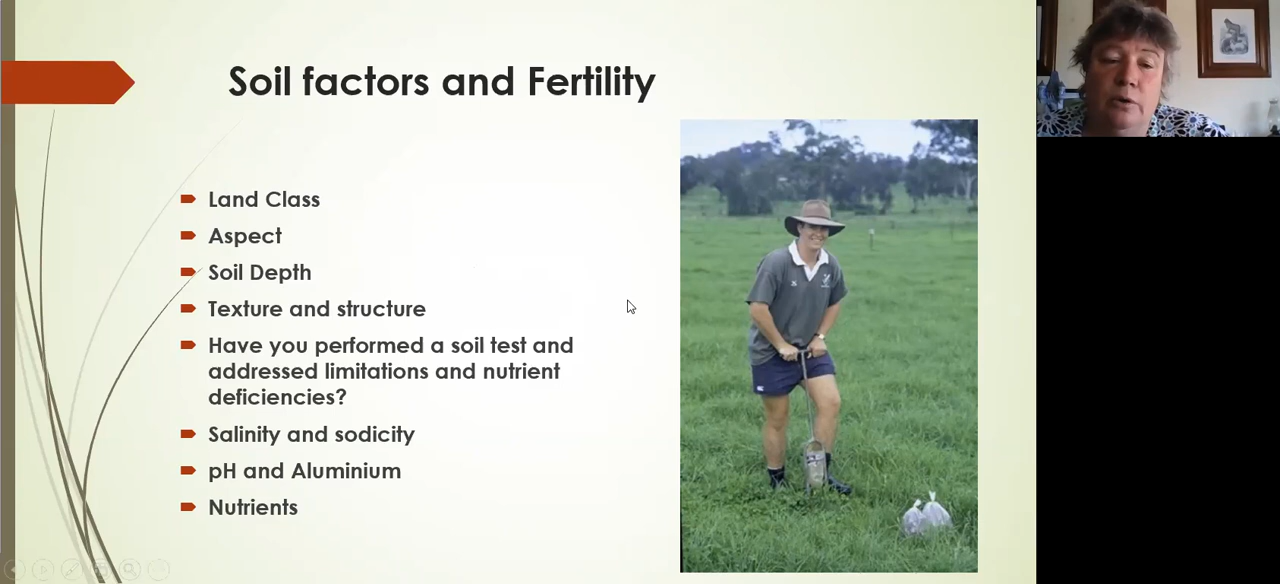 Soil factors and Fertility
Land Class
Aspect
Soil Depth
Texture and structure
Have you performed a soil test and
addressed limitations and nutrient
deficiencies?
Salinity and sodicity
pH and Aluminium
Nutrients